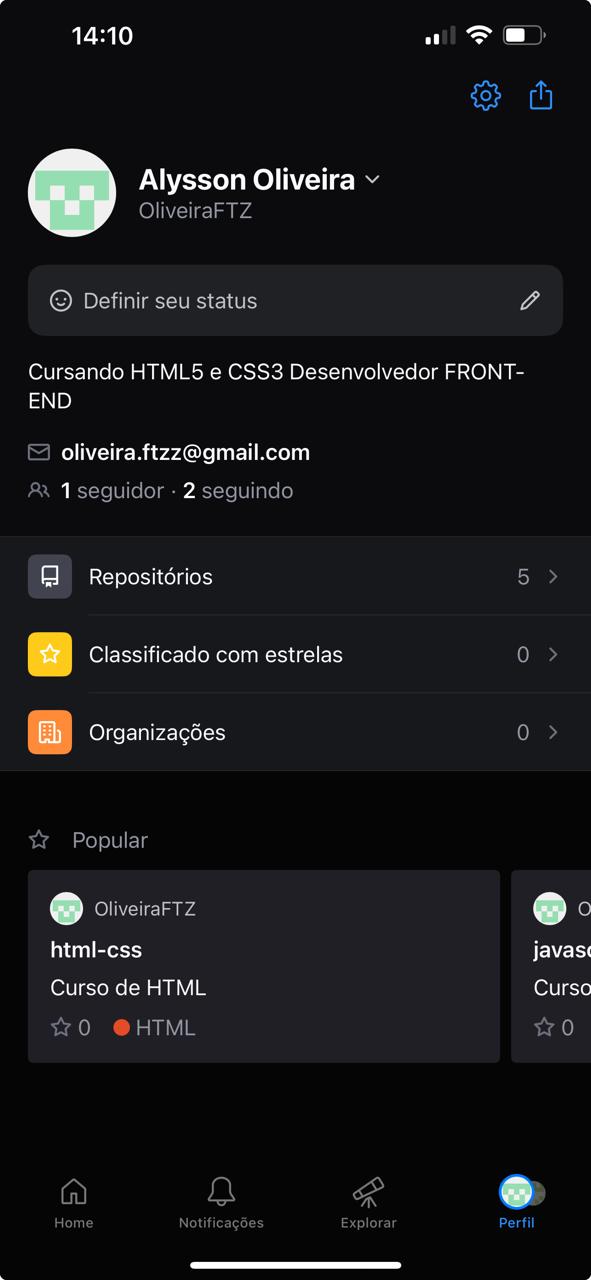 14:10
Alysson Oliveira
OliveiraFTZ
Definir seu status
Cursando HTML5 e CSS3 Desenvolvedor FRONT-
END
oliveira.ftzz@gmail.com
1 seguidor · 2 seguindo
Repositórios 5
Classificado com estrelas 0
Organizações 0
Popular
OliveiraFTZ
html-css
Curso de HTML
0 HTML
O
javas
Curso
0
Home Notificações Explorar Perfil